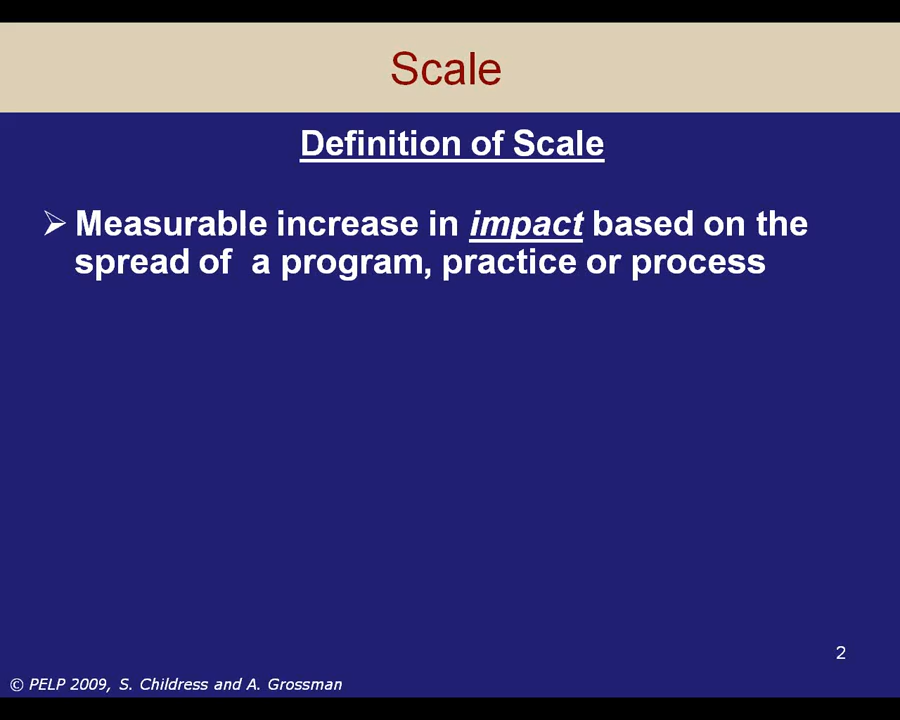 Scale
Definition of Scale
➢ Measurable increase in impact based on the
spread of  a program, practice or process
2
© PELP 2009, S. Childress and A. Grossman